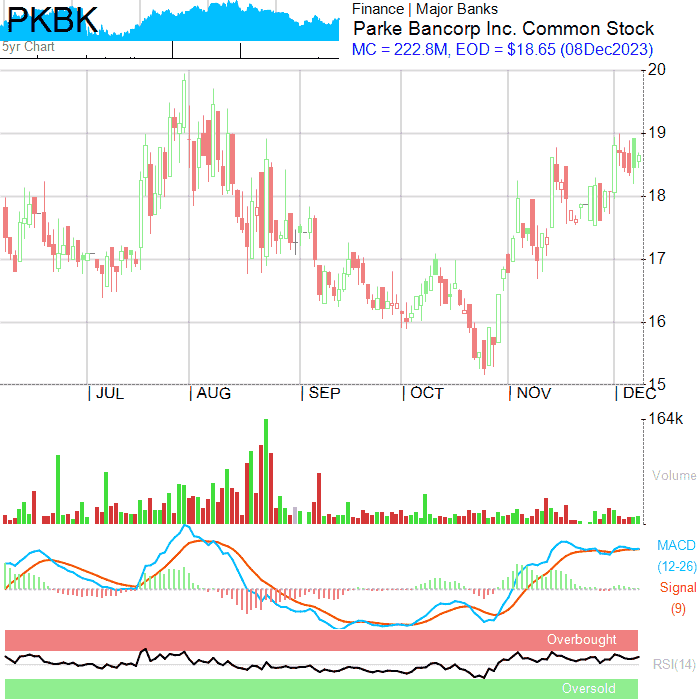 PKBK
5yr Chart
Finance | Major Banks
Parke Bancorp Inc. Common Stock
MC = 222.8M, EOD = $18.65 (08Dec2023)
20
19
18
17
16
15
JUL
AUG
SEP
OCT
NOV
DEC
164k
Volume
MACD
(12-26)
Signal
(9)
Overbought
RSI(14)
Oversold